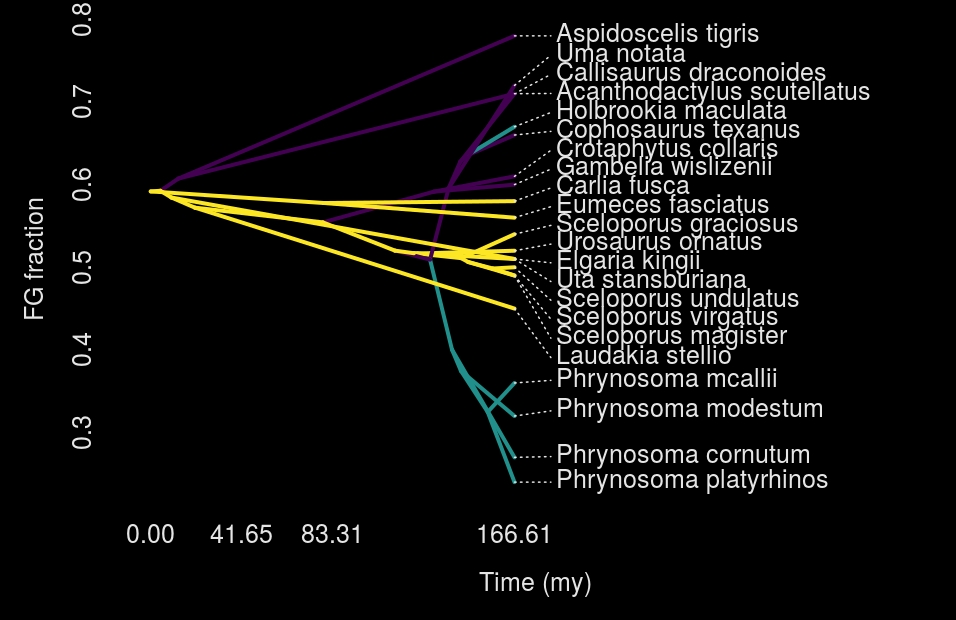 0.8
0.7
0.6
0.5
0.4
0.3
FG fraction
Aspidoscelis tigris
Uma notata
Callisaurus draconoides
Acanthodactylus scutellatus
Holbrookia maculata
Cophosaurus texanus
Crotaphytus collaris
Gambelia wislizenii
Carlia fusca
Eumeces fasciatus
Sceloporus graciosus
Urosaurus ornatus
Elgaria kingii
Uta stansburiana
Sceloporus undulatus
Sceloporus virgatus
Sceloporus magister
Laudakia stellio
Phrynosoma mcallii
Phrynosoma modestum
Phrynosoma cornutum
Phrynosoma platyrhinos
0.00 41.65 83.31 166.61
Time (my)